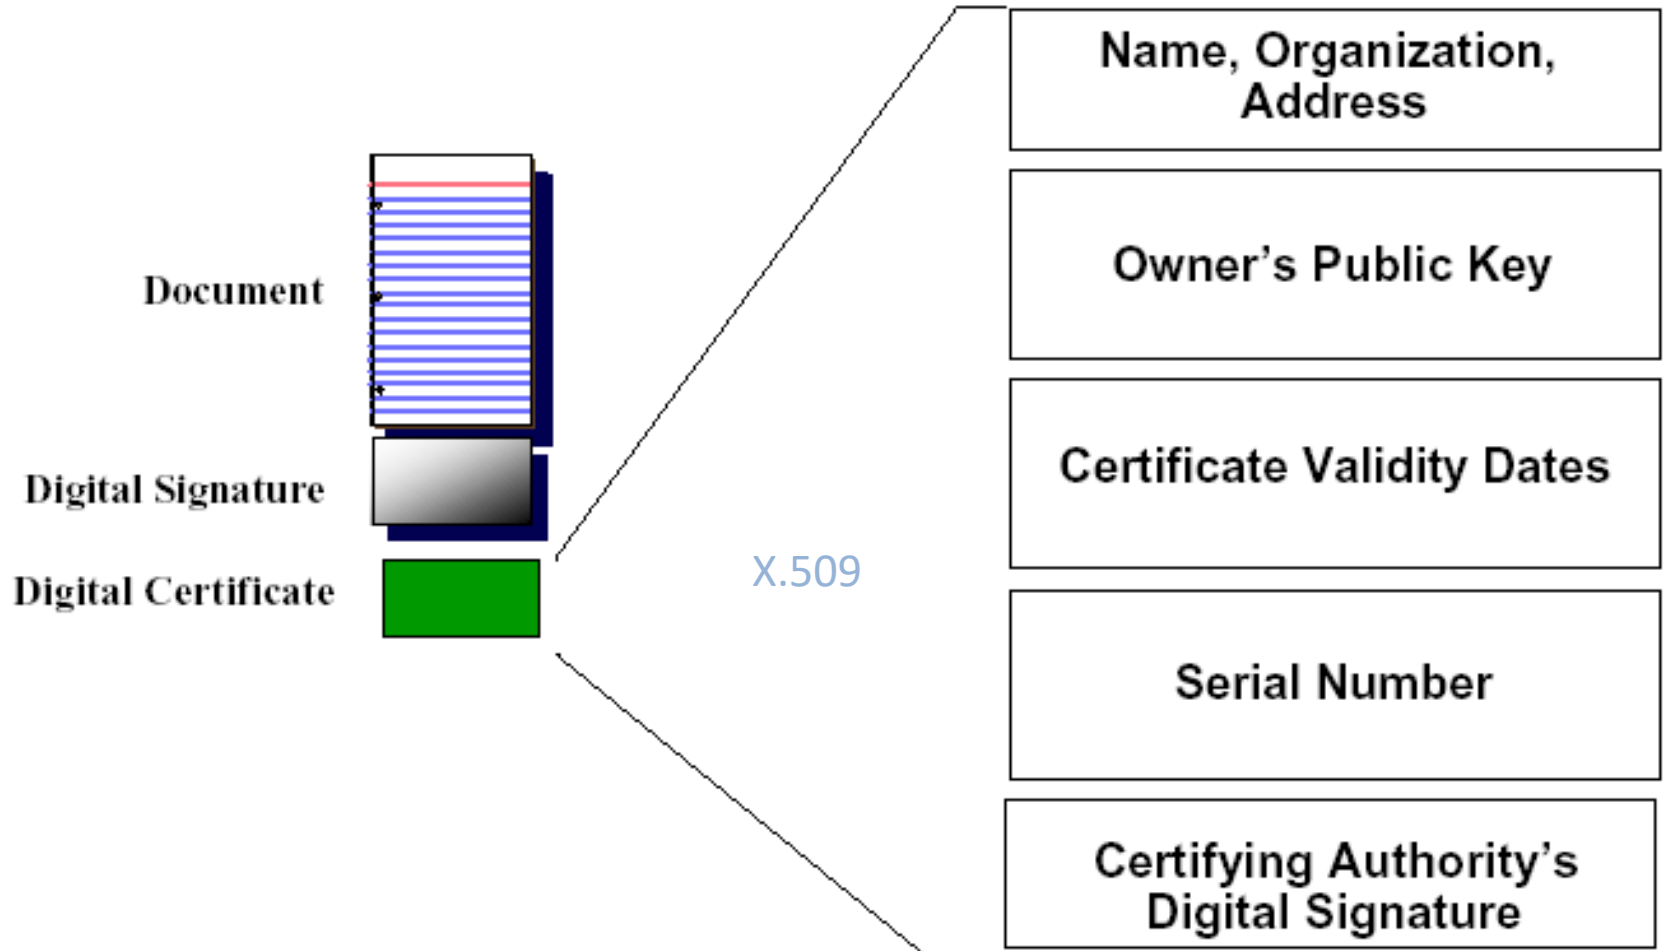 Document
Digital Signature
Digital Certificate
X.509
Name, Organization,
Address
Owner’s Public Key
Certificate Validity Dates
Serial Number
Certifying Authority’s
Digital Signature